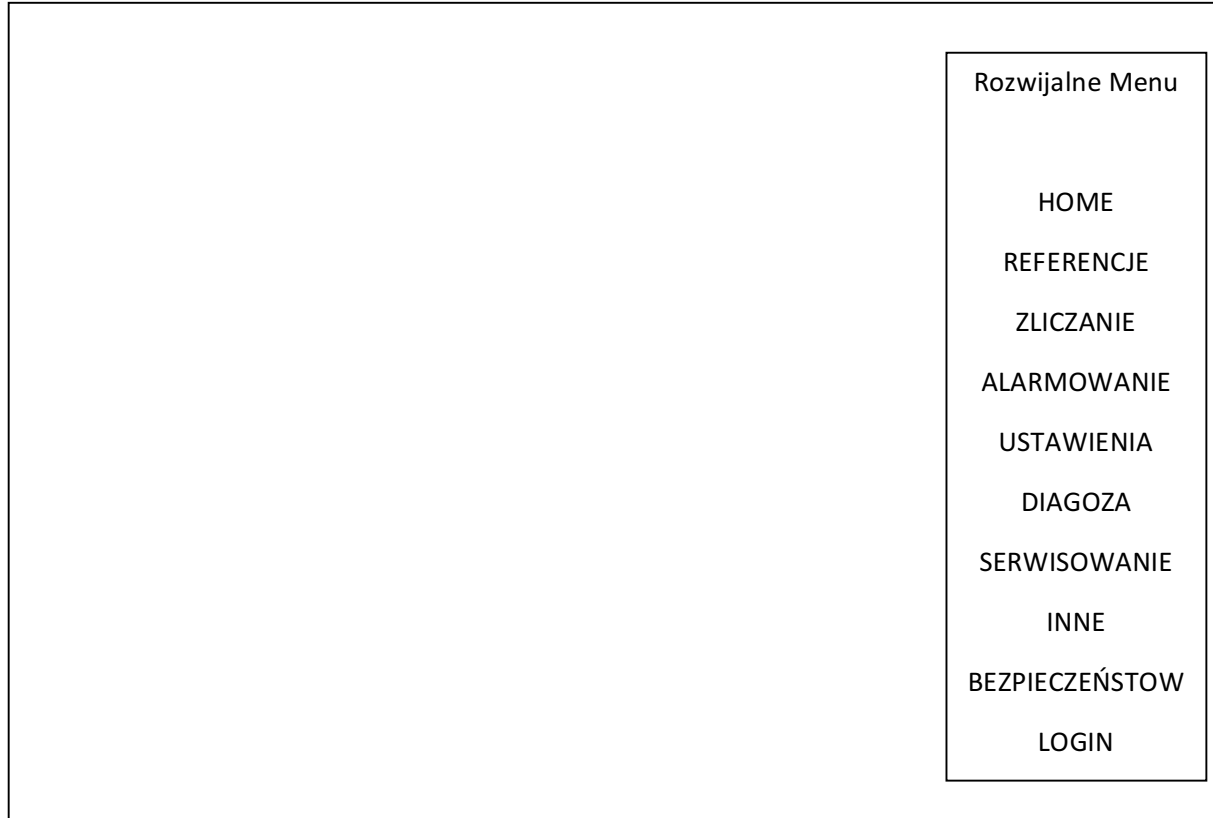 Rozwijalne Menu
HOME
REFERENCJE
ZLICZANIE
ALARMOWANIE
USTAWIENIA
DIAGOZA
SERWISOWANIE
INNE
BEZPIECZEŃSTOW
LOGIN